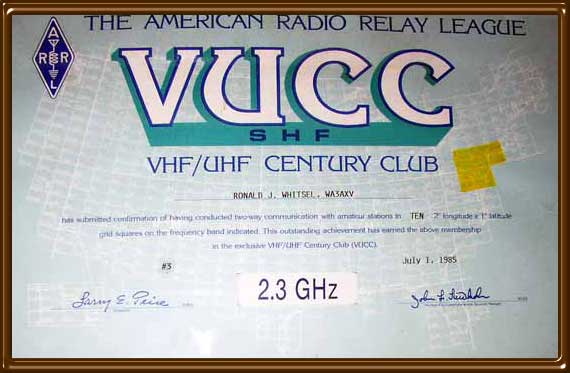 THE AMERICAN RADIO RELAY LEAGUE
A
R R
L
VUCC
SHF
VHF/UHF CENTURY CLUB
RONALD J. WHITSEL, WA3AXV
has submitted confirmation of having conducted two-way communication with amateur stations in TEN 2° longitude x 1° latitude
grid squares on the frequency band indicated. This outstanding achievement has earned the above membership
in the exclusive VHF/UHF Century Club (VUCC).
#3
July 1, 1985
2.3 GHz
Larry E. Price